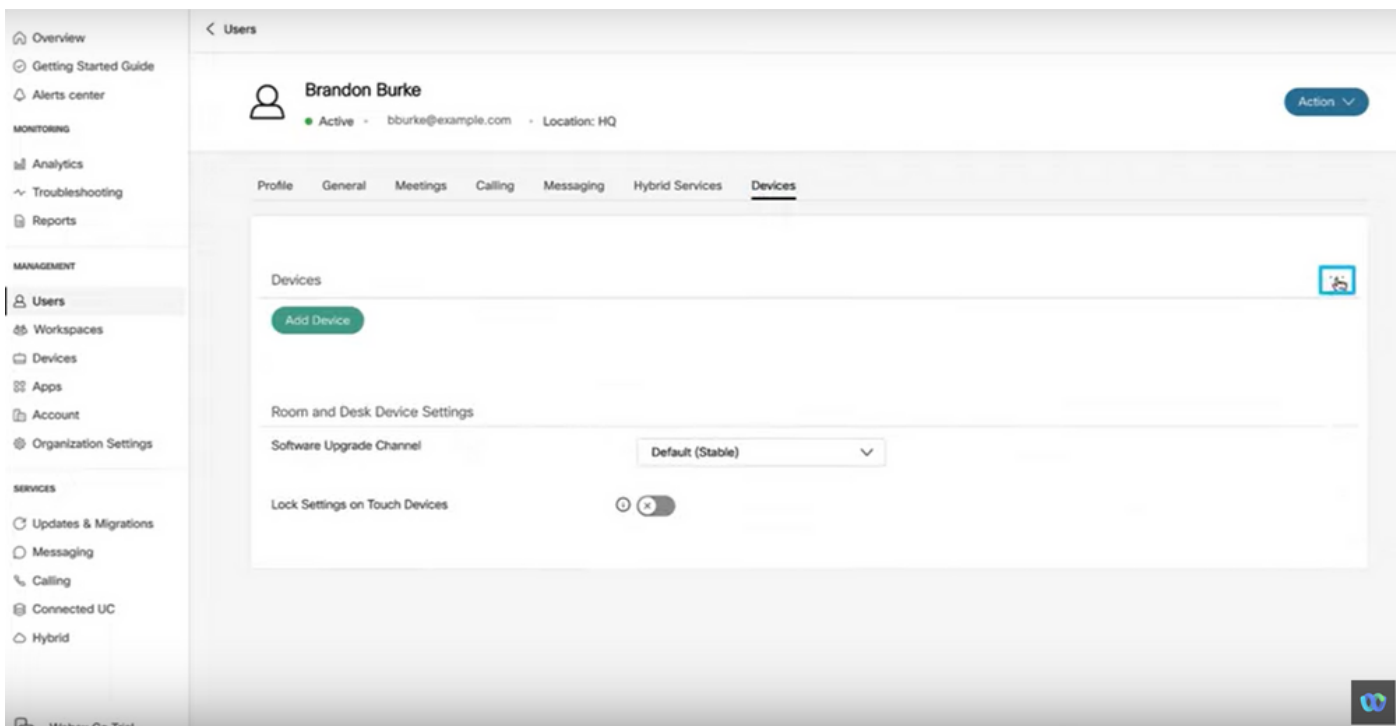 Overview
Getting Started Guide
Alerts center
MONITORING
Analytics
Troubleshooting
Reports
MANAGEMENT
Users
Workspaces
Devices
Apps
Account
Organization Settings
SERVICES
Updates & Migrations
Messaging
Calling
Connected UC
Hybrid
Users
Brandon Burke
Active bburke@example.com Location: HQ
Action
Profile General Meetings Calling Messaging Hybrid Services Devices
Devices
Add Device
Room and Desk Device Settings
Software Upgrade Channel Default (Stable)
Lock Settings on Touch Devices